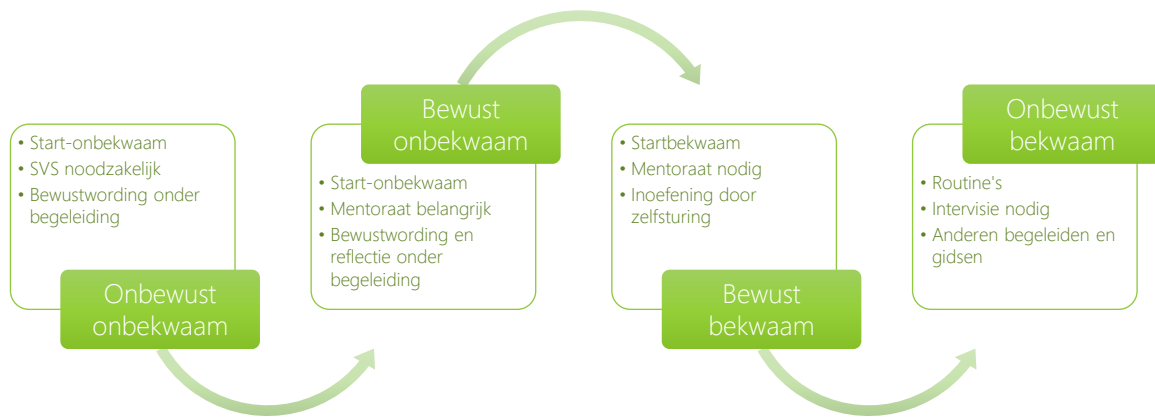 • Start-onbekwaam
• SVS noodzakelijk
• Bewustwording onder
begeleiding
Onbewust
onbekwaam
Bewust
onbekwaam
• Start-onbekwaam
• Mentoraat belangrijk
• Bewustwording en
reflectie onder
begeleiding
• Startbekwaam
• Mentoraat nodig
• Inoefening door
zelfsturing
Bewust
bekwaam
Onbewust
bekwaam
• Routine's
• Intervisie nodig
• Anderen begeleiden en
gidsen